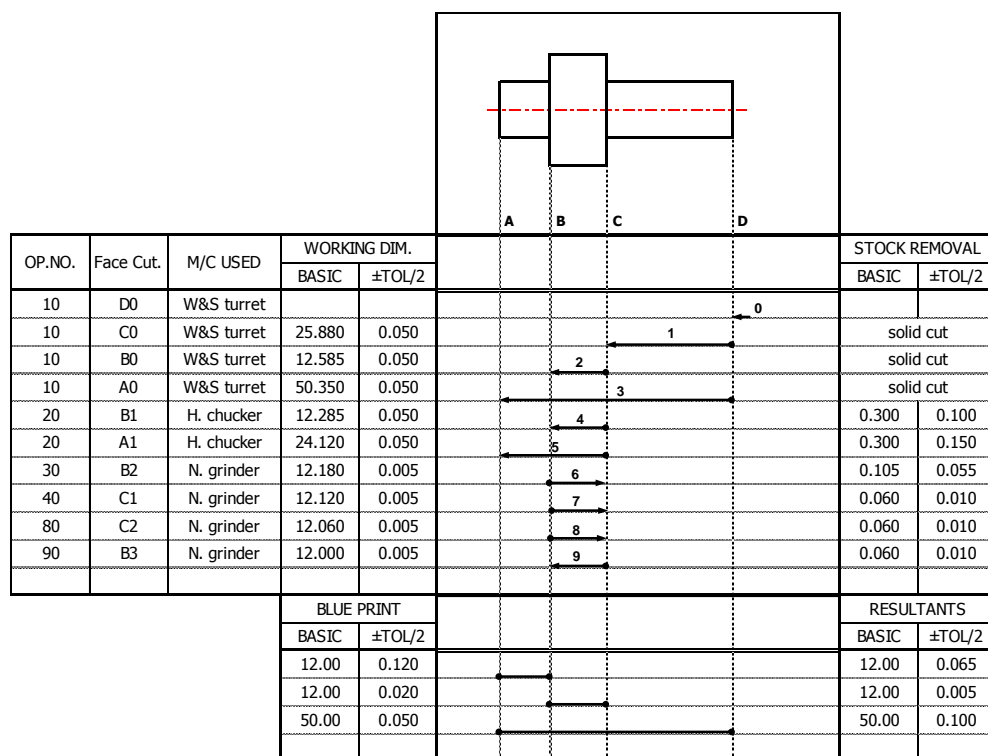 A B C D
OP.NO. Face Cut. M/C USED WORKING DIM. STOCK REMOVAL
BASIC ±TOL/2 BASIC ±TOL/2
10 D0 W&S turret 0
10 C0 W&S turret 25.880 0.050 1 solid cut
10 B0 W&S turret 12.585 0.050 2 solid cut
10 A0 W&S turret 50.350 0.050 3 solid cut
20 B1 H. chucker 12.285 0.050 4 0.300 0.100
20 A1 H. chucker 24.120 0.050 5 0.300 0.150
30 B2 N. grinder 12.180 0.005 6 0.105 0.055
40 C1 N. grinder 12.120 0.005 7 0.060 0.010
80 C2 N. grinder 12.060 0.005 8 0.060 0.010
90 B3 N. grinder 12.000 0.005 9 0.060 0.010
BLUE PRINT RESULTANTS
BASIC ±TOL/2 BASIC ±TOL/2
12.00 0.120 12.00 0.065
12.00 0.020 12.00 0.005
50.00 0.050 50.00 0.100